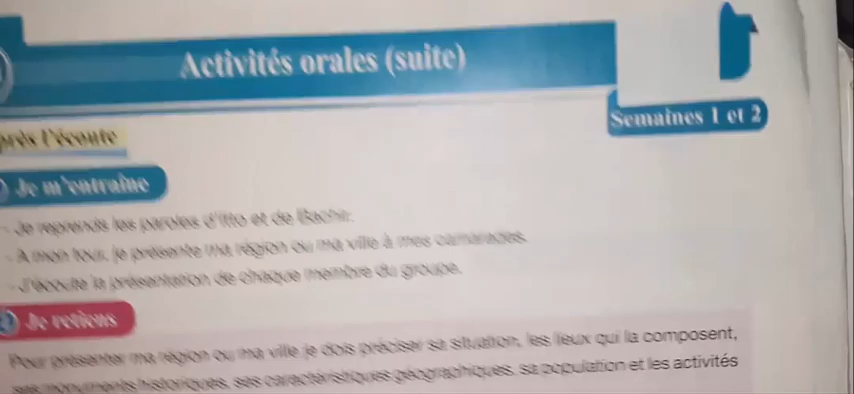 Activités orales (suite)
Semaines 1 et 2
près l'écoute
Je m'entraîne
- Je reprends les paroles d'Itto et de Bachir.
- A mon tour, je présente ma région ou ma ville à mes camarades.
- J'écoute la présentation de chaque membre du groupe.
Je retiens
Pour présenter ma région ou ma ville je dois préciser sa situation, les lieux qui la composent,
ses monuments historiques, ses caractéristiques géographiques, sa population et les activités